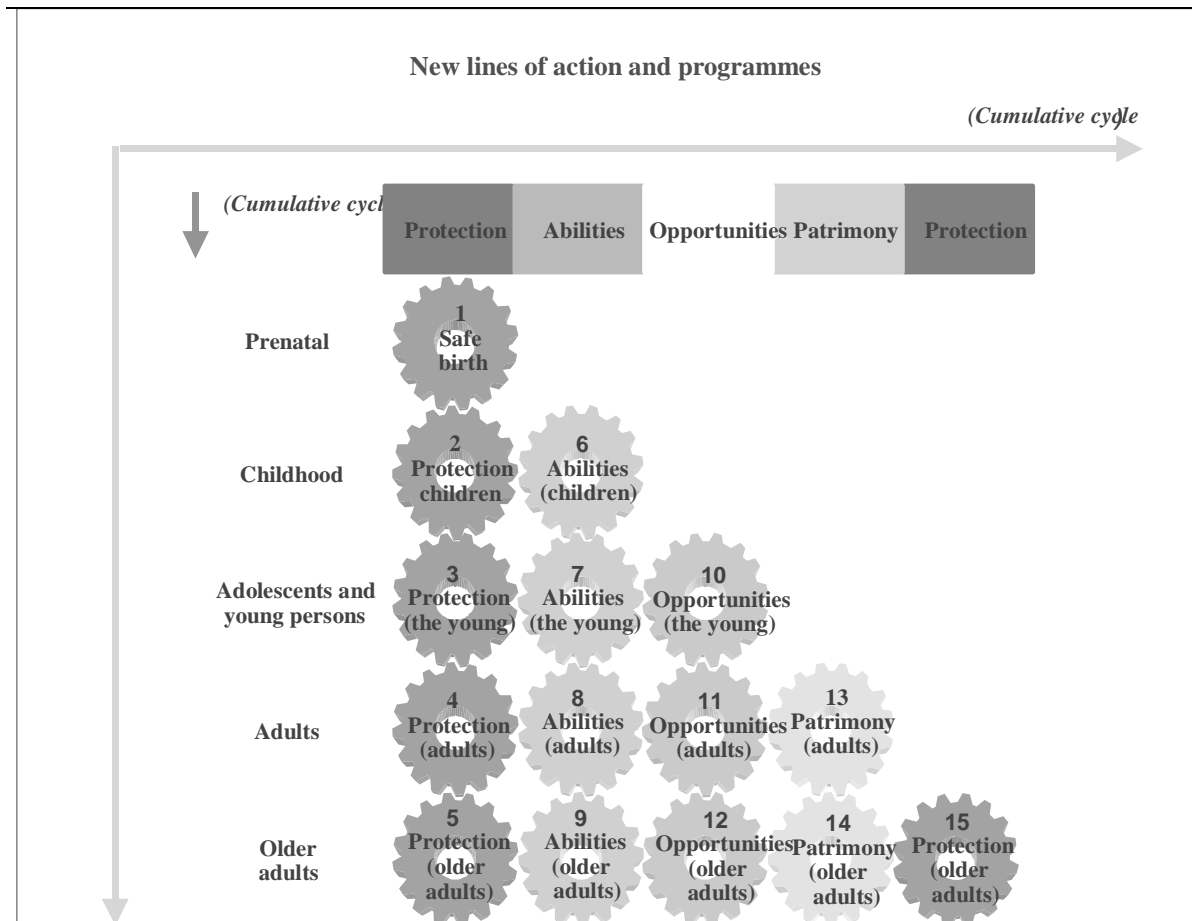 New lines of action and programmes
(Cumulative cycle)
(Cumulative cycl
Protection Abilities Opportunities Patrimony Protection
Prenatal
1
Safe
birth
Childhood
2
Protection
children
6
Abilities
(children)
Adolescents and
young persons
3
Protection
(the young)
7
Abilities
(the young)
10
Opportunities
(the young)
Adults
4
Protection
(adults)
8
Abilities
(adults)
11
Opportunities
(adults)
13
Patrimony
(adults)
Older
adults
5
Protection
(older
adults)
9
Abilities
(older
adults)
12
Opportunities
(older
adults)
14
Patrimony
(older
adults)
15
Protection
(older
adults)